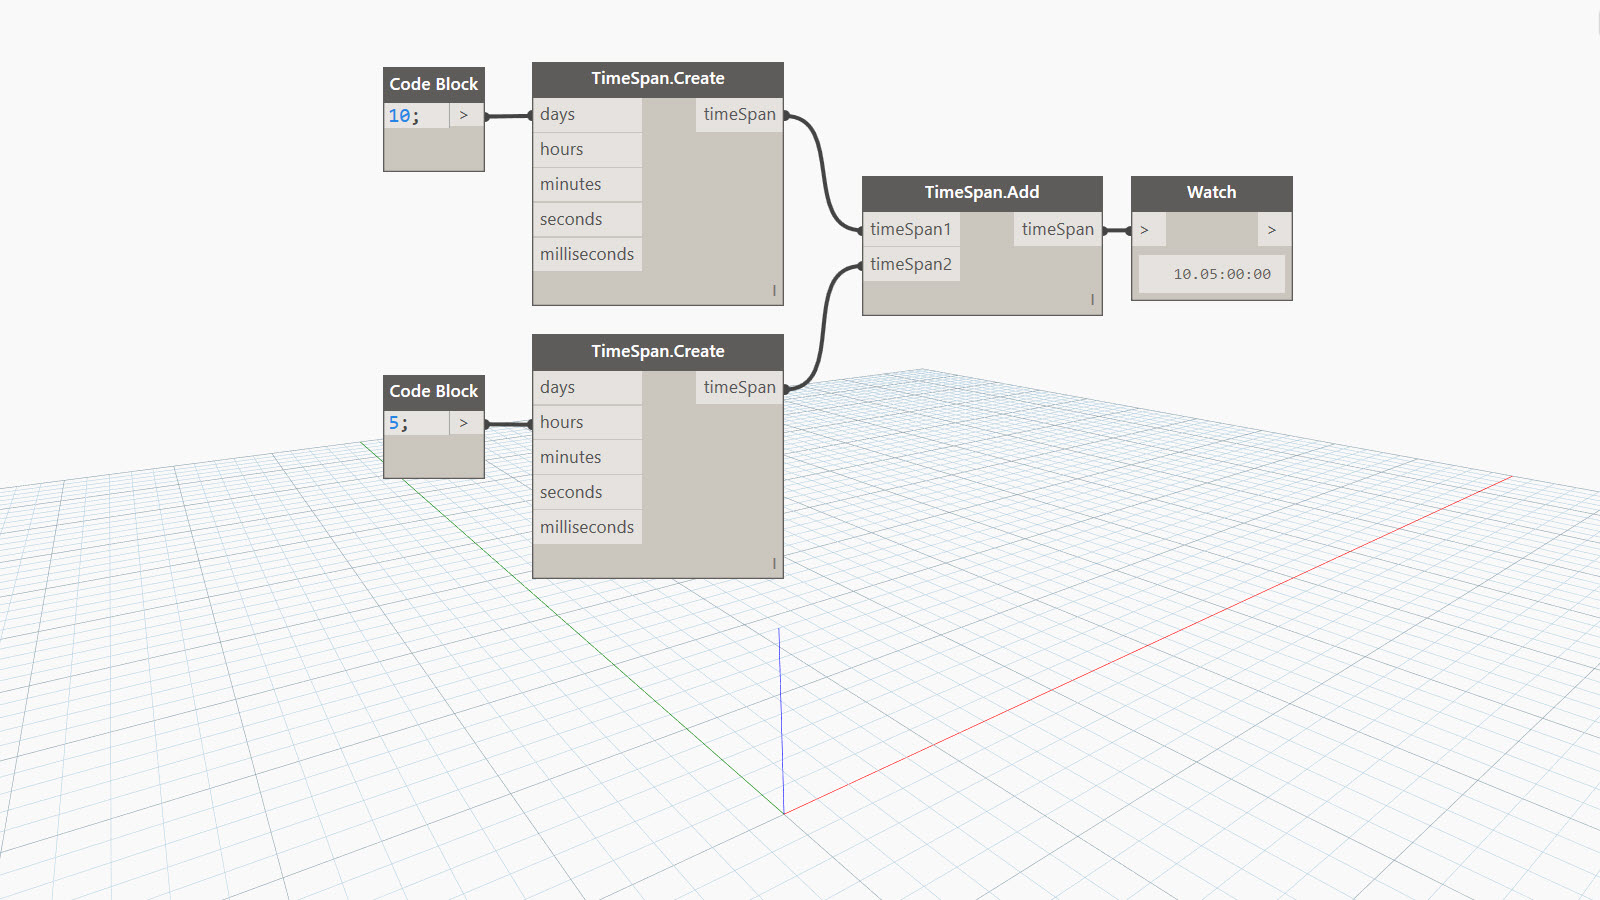 Code Block
10;
>
TimeSpan.Create
days
timeSpan
hours
minutes
seconds
milliseconds
Code Block
5;
>
TimeSpan.Create
days
timeSpan
hours
minutes
seconds
milliseconds
TimeSpan.Add
timeSpan1
timeSpan
timeSpan2
Watch
> >
10.05:00:00